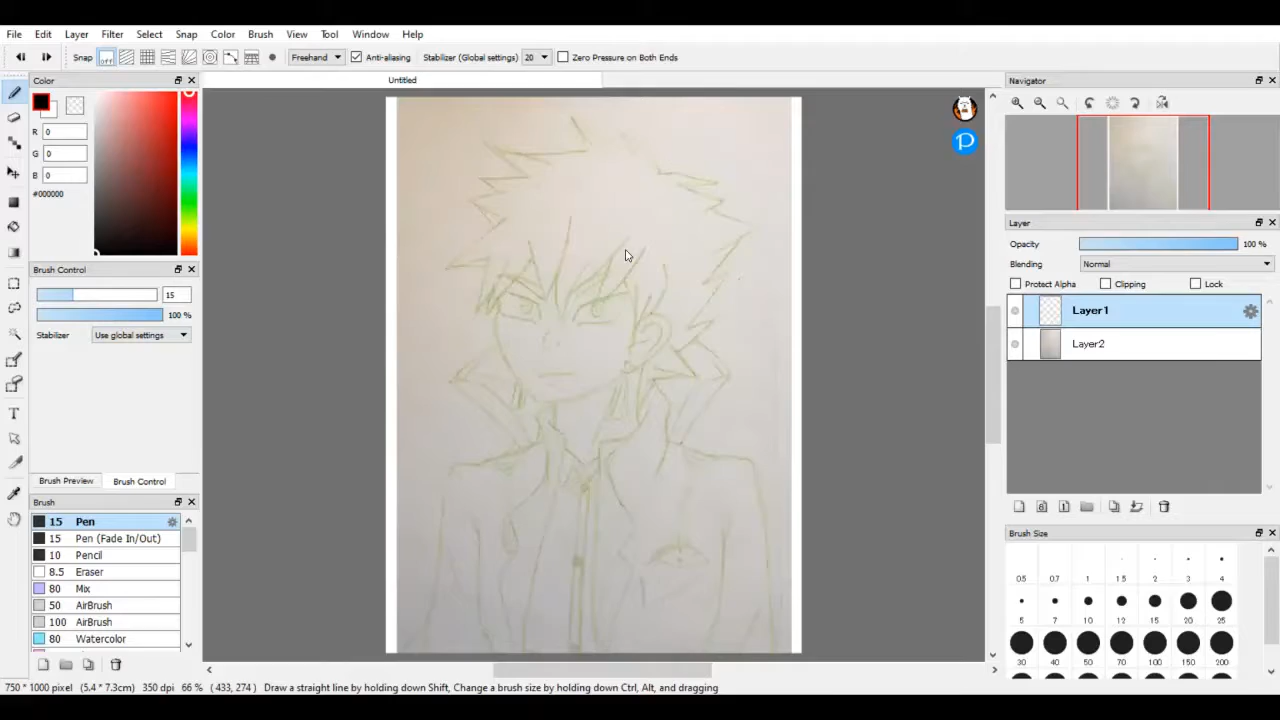 File Edit Layer Filter Select Snap Color Brush View Tool Window Help
Snap off Freehand Anti-aliasing Stabilizer (Global settings) 20 Zero Pressure on Both Ends
Color
Untitled
Navigator
R 0
G 0
B 0
#000000
Layer
Opacity 100 %
Blending Normal
Protect Alpha Clipping Lock
Layer1
Layer2
Brush Control
15
100 %
Stabilizer Use global settings
Brush Preview Brush Control
Brush
15 Pen
15 Pen (Fade In/Out)
10 Pencil
8.5 Eraser
80 Mix
50 AirBrush
100 AirBrush
80 Watercolor
Brush Size
0.5 0.7 1 1.5 2 3 4
5 7 10 12 15 20 25
30 40 50 70 100 150 200
750 * 1000 pixel (5.4 * 7.3cm) 350 dpi 66 % ( 433, 274 ) Draw a straight line by holding down Shift, Change a brush size by holding down Ctrl, Alt, and dragging